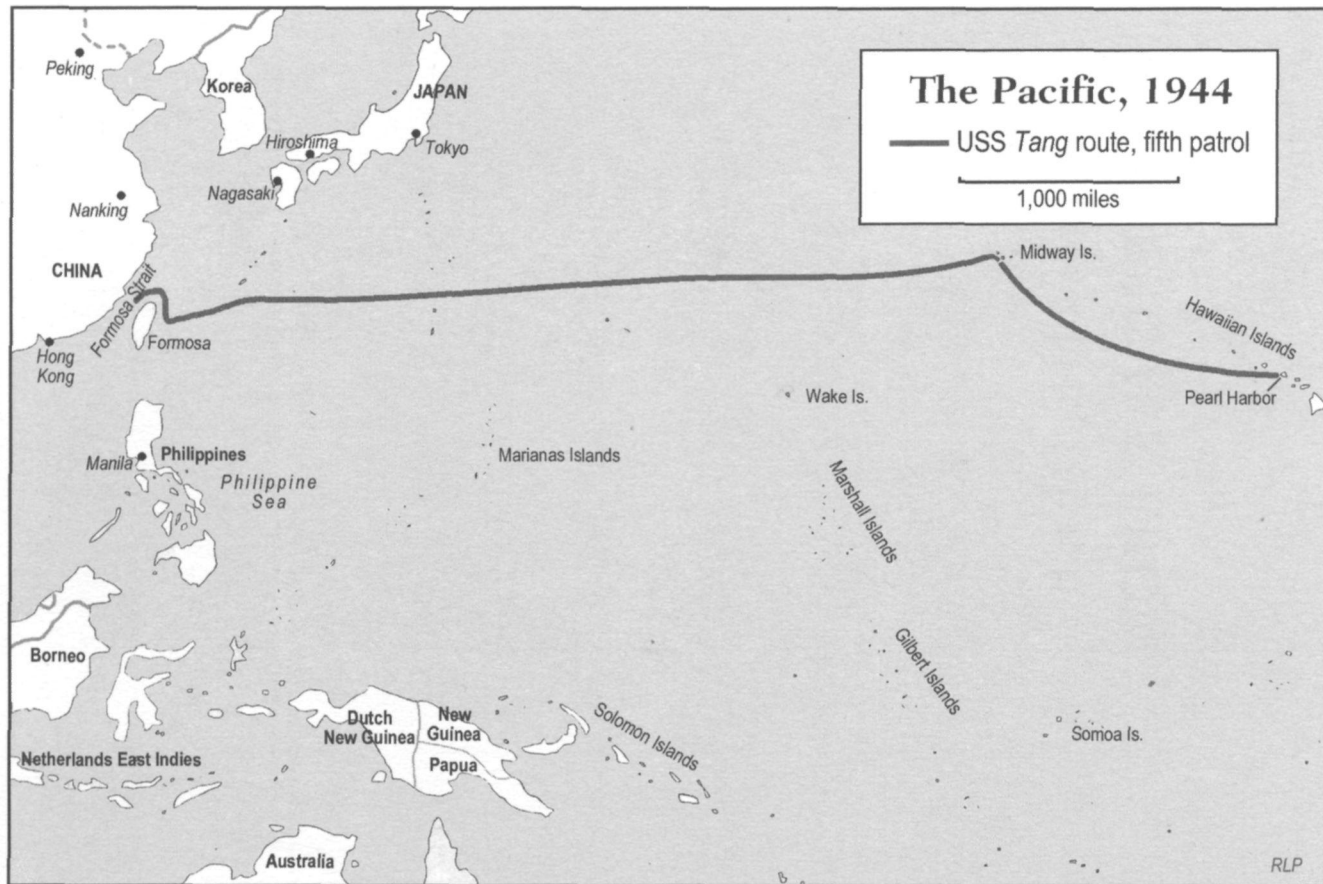 The Pacific, 1944
USS Tang route, fifth patrol
1,000 miles
Peking
Korea
JAPAN
Hiroshima
Tokyo
Nagasaki
Nanking
CHINA
Formosa Strait
Formosa
Hong
Kong
Midway Is.
Hawaiian Islands
Pearl Harbor
Wake Is.
Manila
Philippines
Philippine
Sea
Marianas Islands
Marshall Islands
Gilbert Islands
Borneo
Dutch
New Guinea
New
Guinea
Papua
Solomon Islands
Somoa Is.
Netherlands East Indies
Australia
RLP